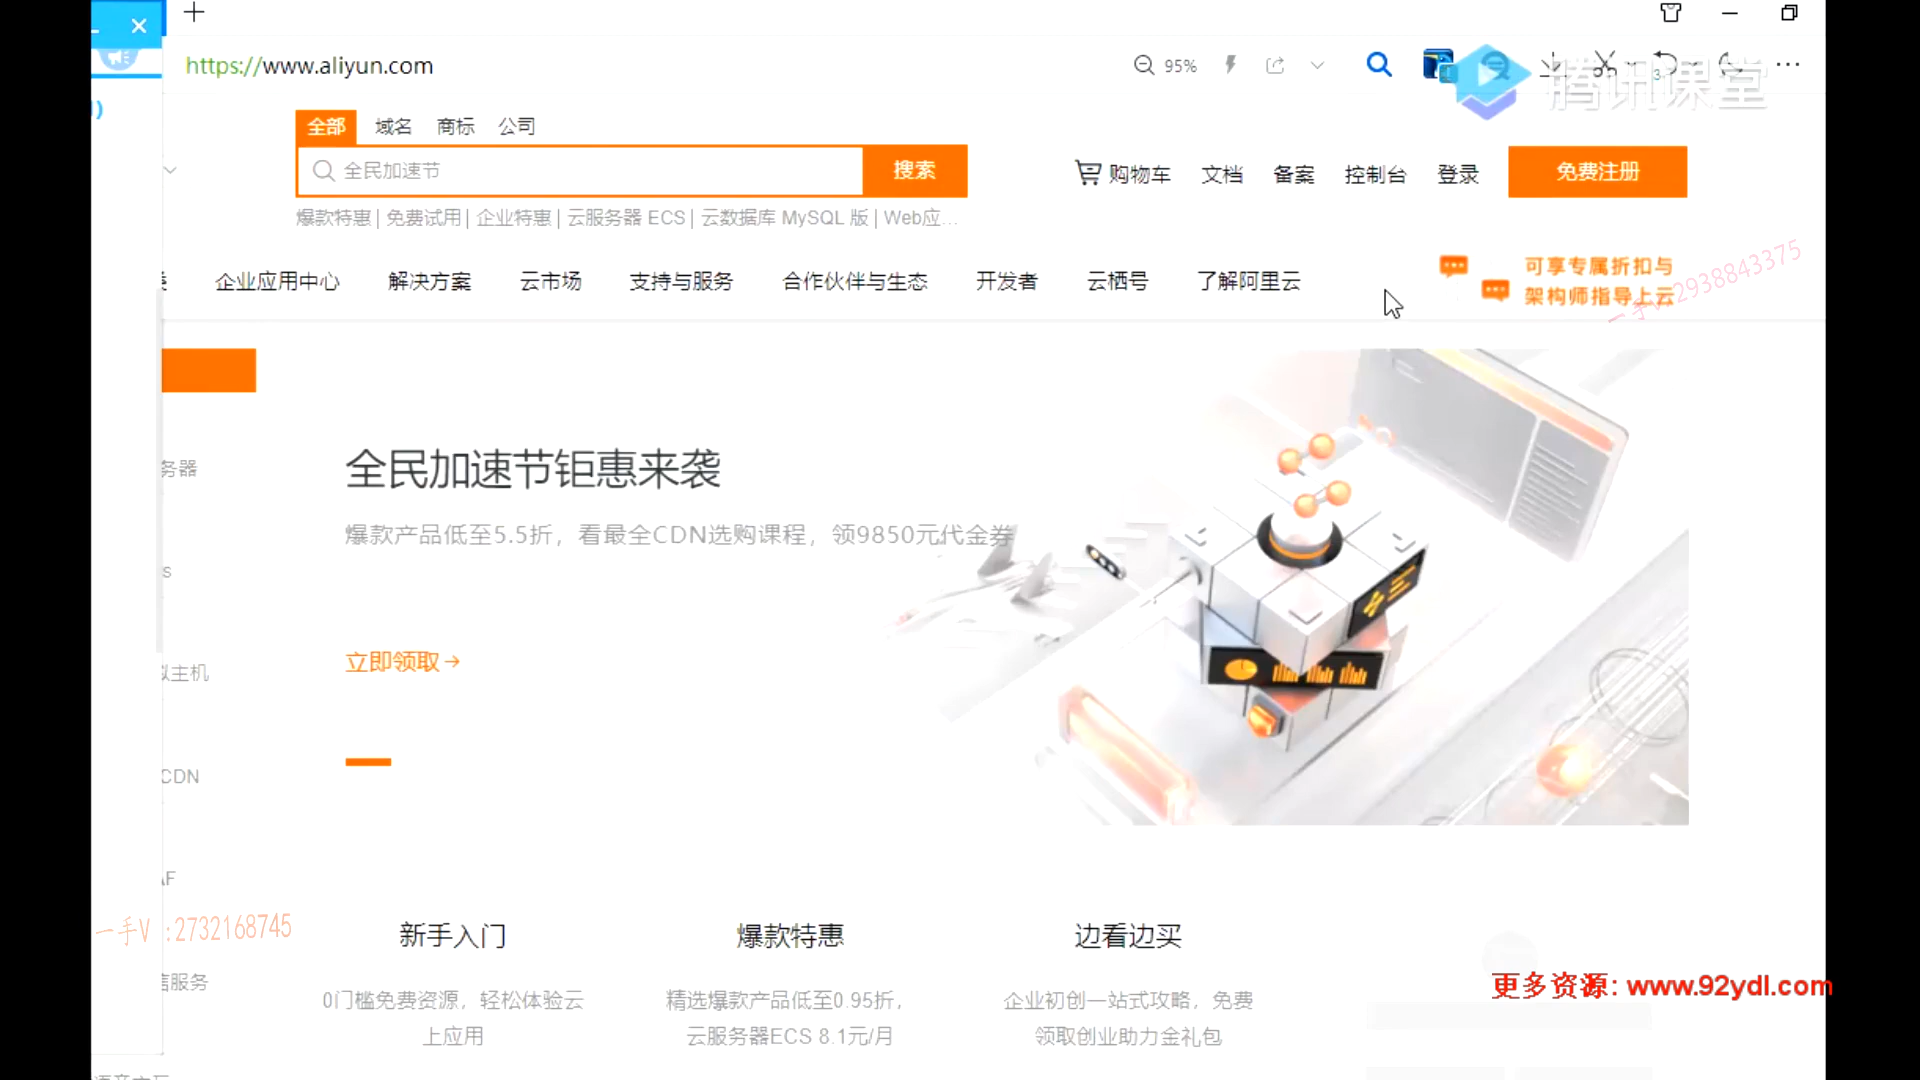 https://www.aliyun.com
95%
腾讯课堂
全部 域名 商标 公司
全民加速节 搜索
购物车 文档 备案 控制台 登录 免费注册
爆款特惠 | 免费试用 | 企业特惠 | 云服务器 ECS | 云数据库 MySQL 版 | Web应...
企业应用中心 解决方案 云市场 支持与服务 合作伙伴与生态 开发者 云栖号 了解阿里云
可享专属折扣与
架构师指导上云
一手V:2938843375
全民加速节钜惠来袭
务器
爆款产品低至5.5折，看最全CDN选购课程，领9850元代金券
s
立即领取→
主机
CDN
AF
一手V :2732168745
新手入门 爆款特惠 边看边买
信服务
更多资源: www.92ydl.com
0门槛免费资源，轻松体验云
上应用
精选爆款产品低至0.95折，
云服务器ECS 8.1元/月
企业初创一站式攻略，免费
领取创业助力金礼包